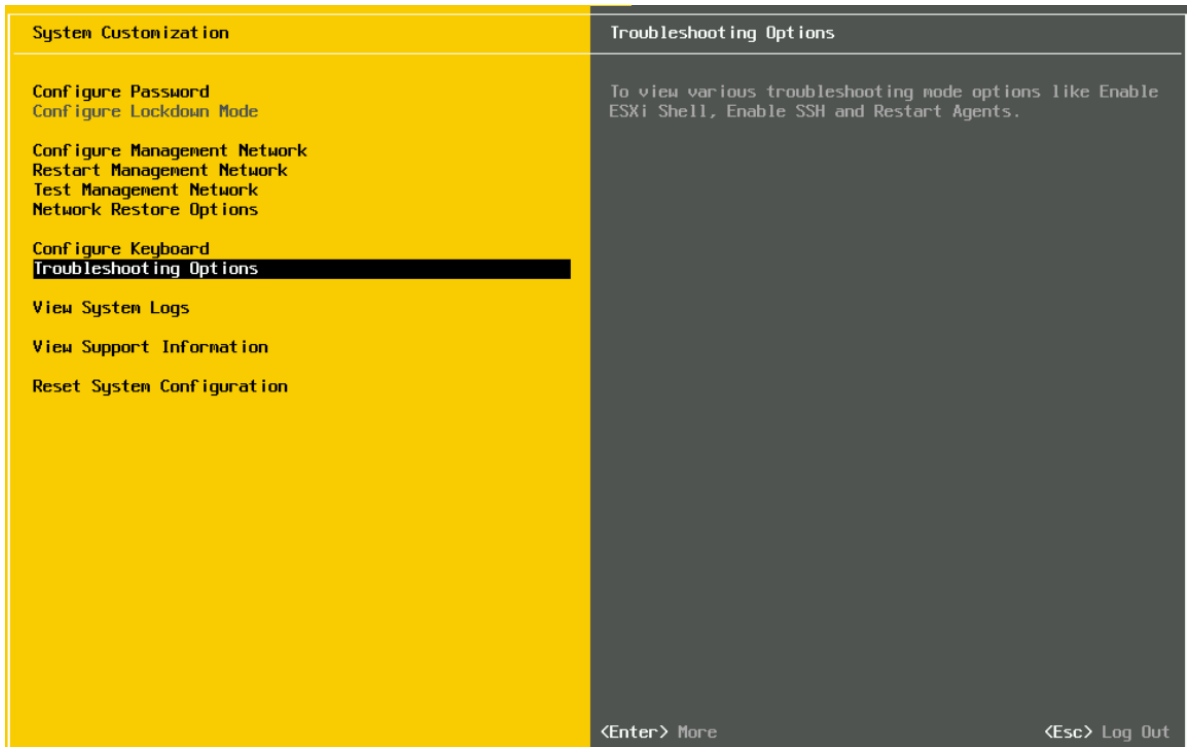 System Customization
Configure Password
Configure Lockdown Mode
Configure Management Network
Restart Management Network
Test Management Network
Network Restore Options
Configure Keyboard
Troubleshooting Options
View System Logs
View Support Information
Reset System Configuration
Troubleshooting Options
To view various troubleshooting mode options like Enable
ESXi Shell, Enable SSH and Restart Agents.
<Enter> More
<Esc> Log Out